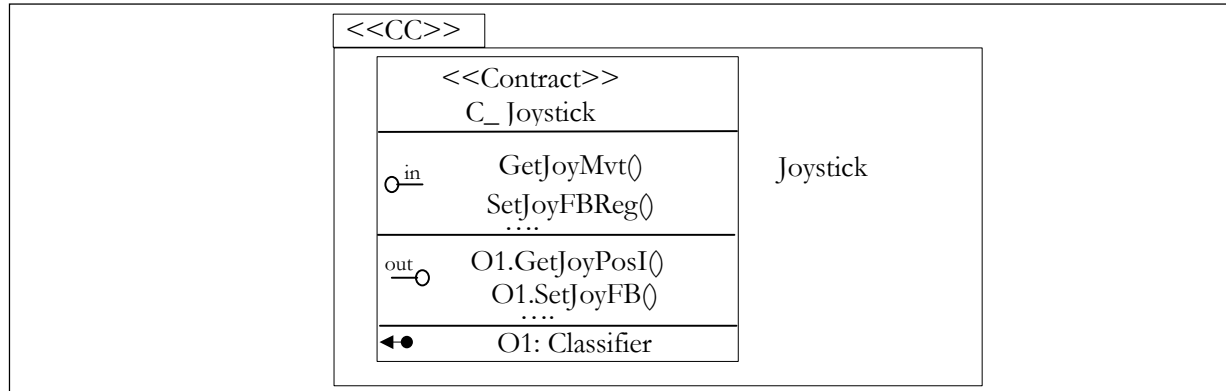 <<CC>>
<<Contract>>
C_ Joystick
in
GetJoyMvt()
SetJoyFBReg()
....
Joystick
out
O1.GetJoyPosI()
O1.SetJoyFB()
....
O1: Classifier